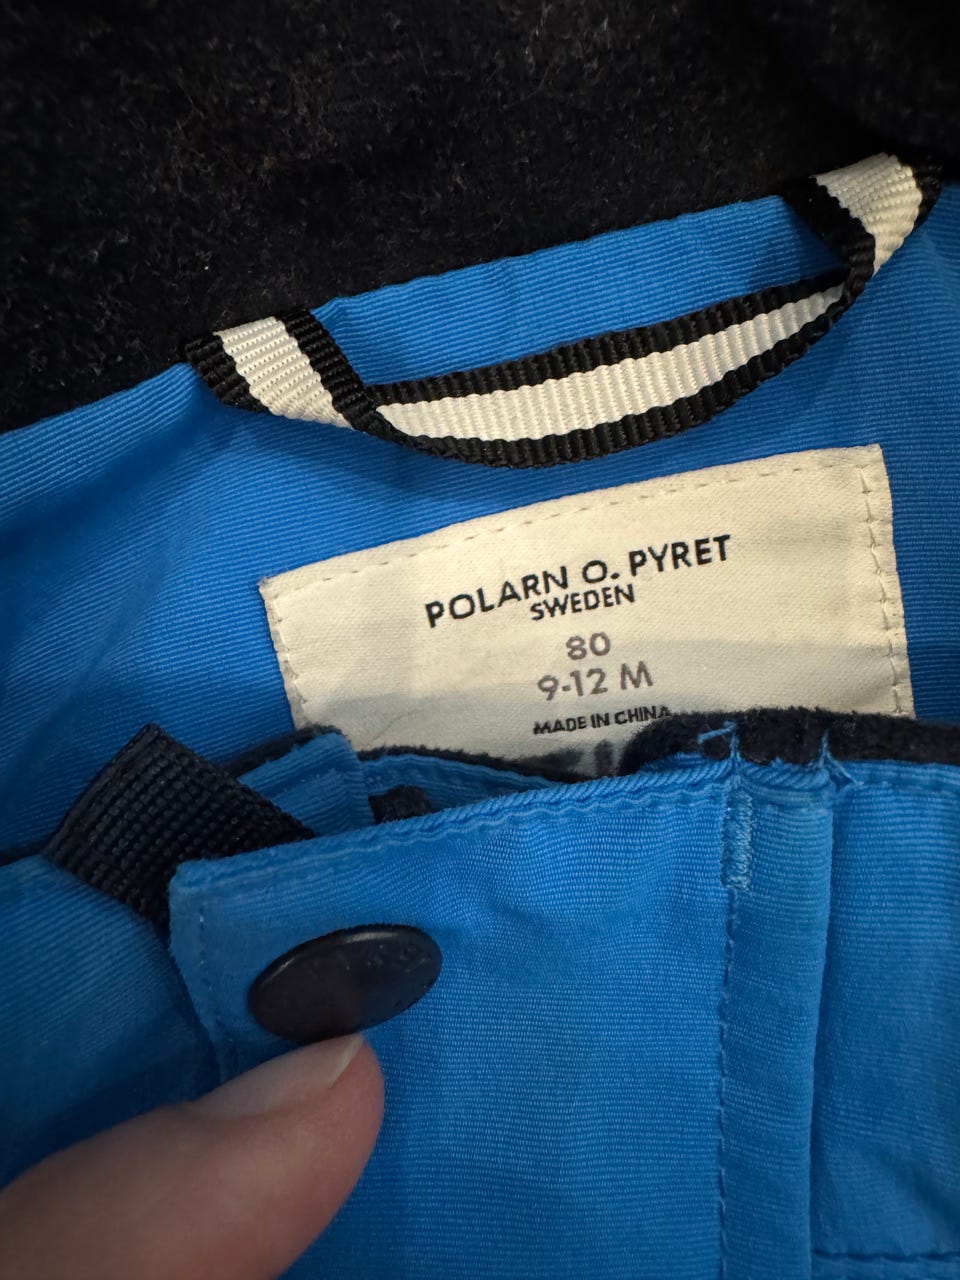 POLARN O. PYRET
SWEDEN
80
9-12 M
MADE IN CHINA